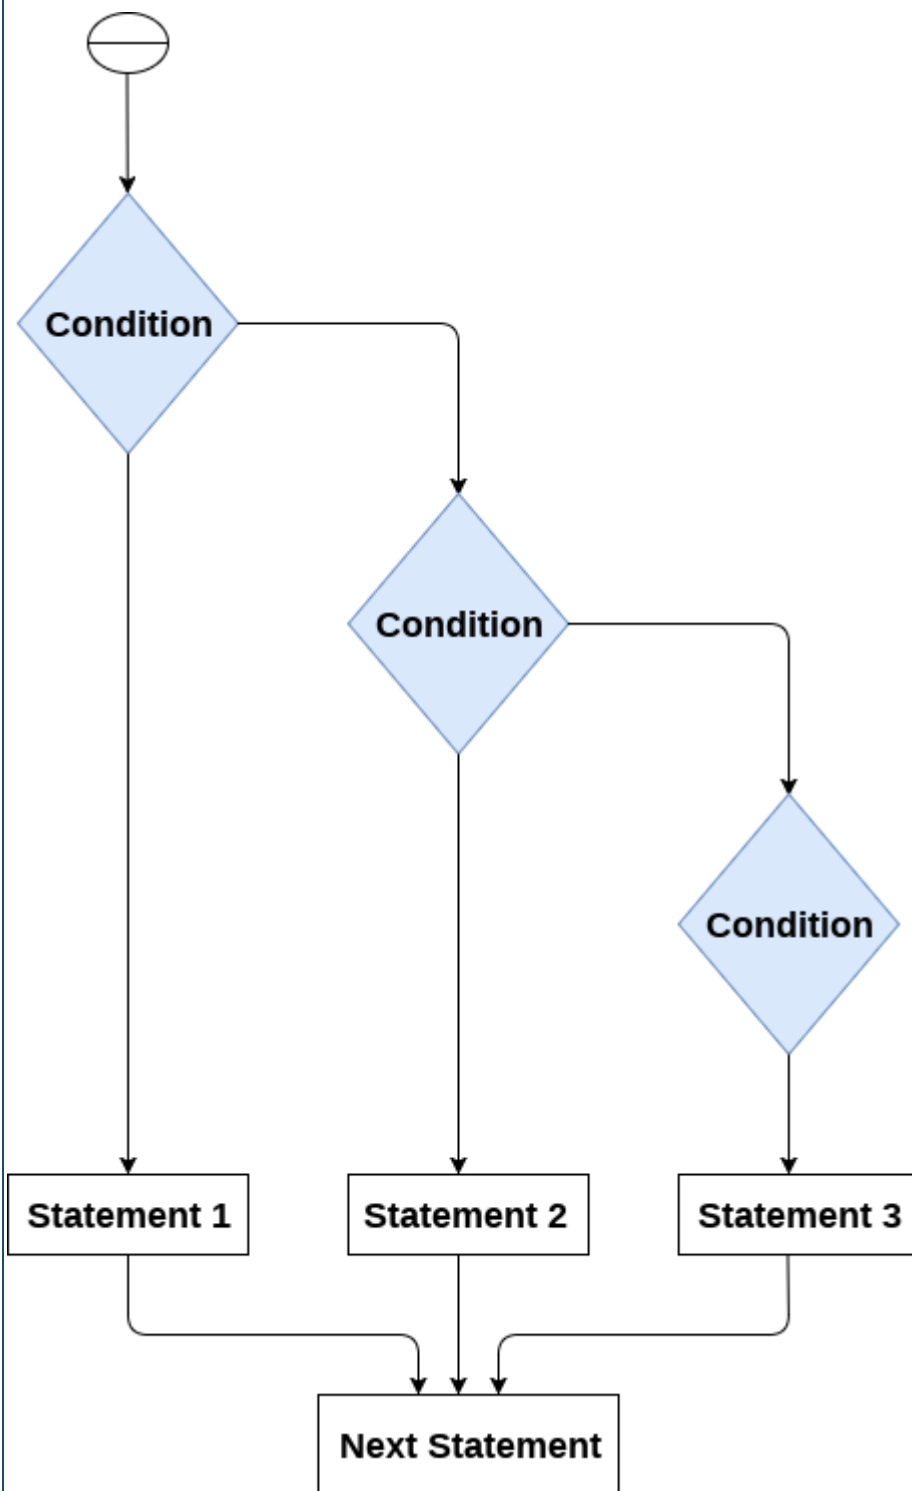 Condition
Condition
Condition
Statement 1
Statement 2
Statement 3
Next Statement